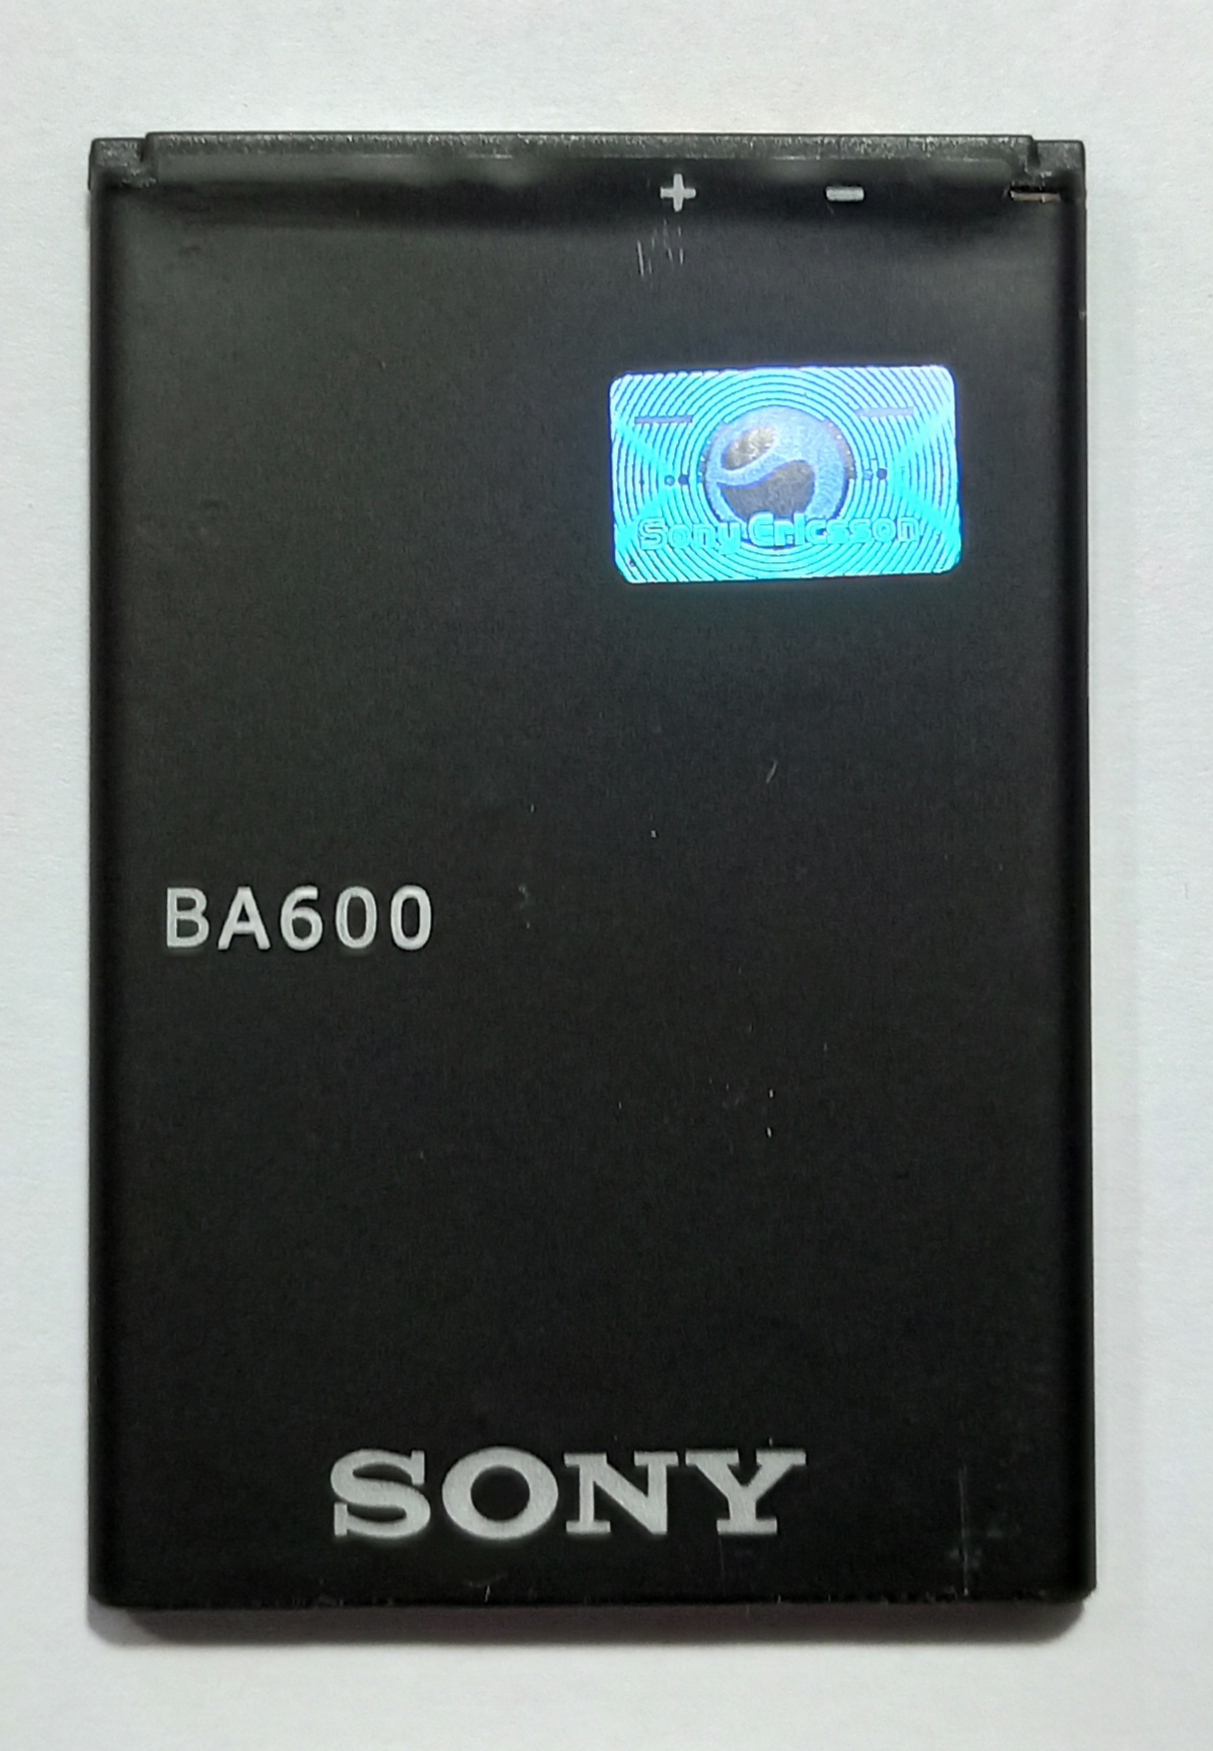 + -
Sony Ericsson
BA600
SONY